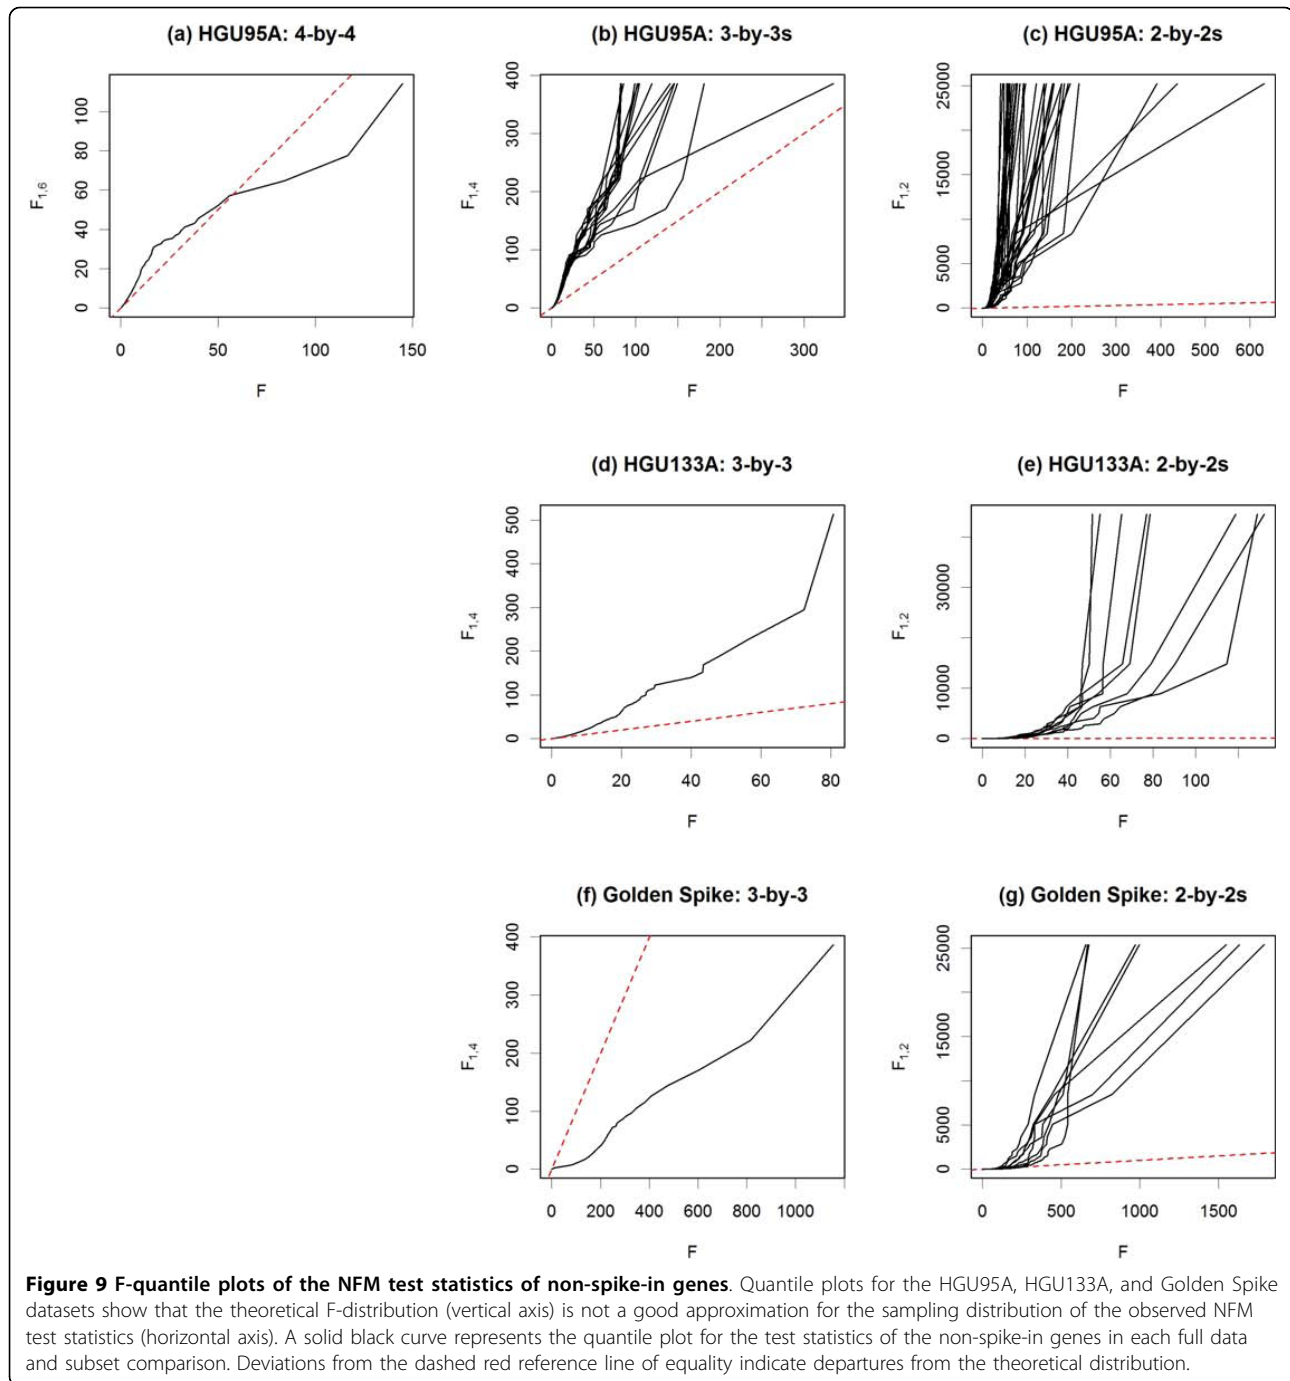 (a) HGU95A: 4-by-4
F1,6
0 20 40 60 80 100
0 50 100 150
F
(b) HGU95A: 3-by-3s
F1,4
0 100 200 300 400
0 50 100 200 300
F
(c) HGU95A: 2-by-2s
F1,2
0 5000 15000 25000
0 100 200 300 400 500 600
F
(d) HGU133A: 3-by-3
F1,4
0 100 200 300 400 500
0 20 40 60 80
F
(e) HGU133A: 2-by-2s
F1,2
0 10000 30000
0 20 40 60 80 100
F
(f) Golden Spike: 3-by-3
F1,4
0 100 200 300 400
0 200 400 600 800 1000
F
(g) Golden Spike: 2-by-2s
F1,2
0 5000 15000 25000
0 500 1000 1500
F
Figure 9 F-quantile plots of the NFM test statistics of non-spike-in genes. Quantile plots for the HGU95A, HGU133A, and Golden Spike
datasets show that the theoretical F-distribution (vertical axis) is not a good approximation for the sampling distribution of the observed NFM
test statistics (horizontal axis). A solid black curve represents the quantile plot for the test statistics of the non-spike-in genes in each full data
and subset comparison. Deviations from the dashed red reference line of equality indicate departures from the theoretical distribution.